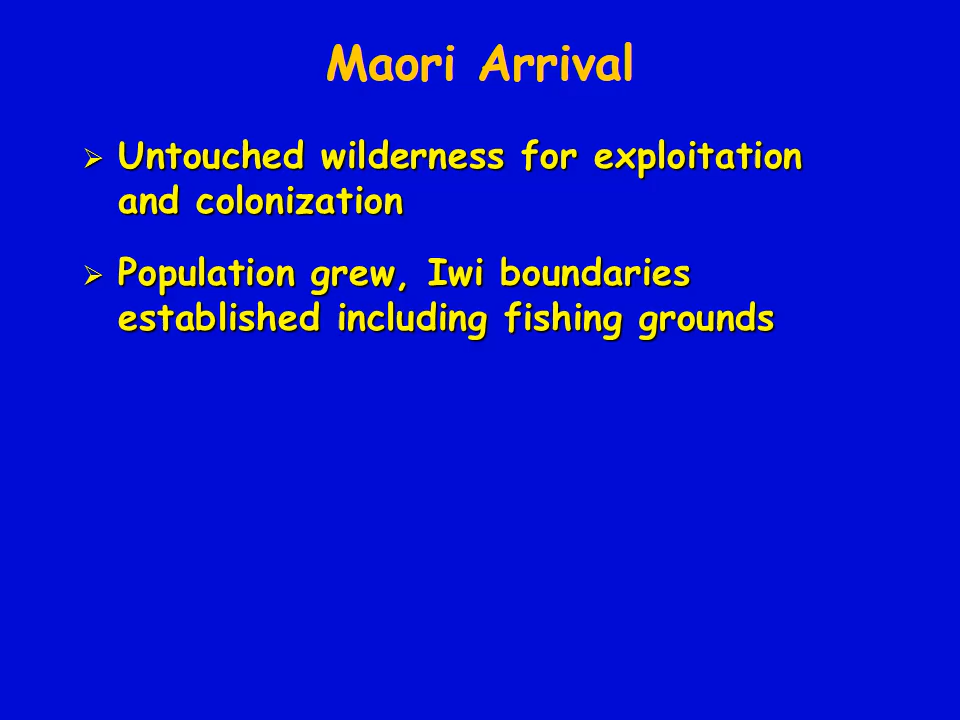 Maori Arrival
➢ Untouched wilderness for exploitation
and colonization
➢ Population grew, Iwi boundaries
established including fishing grounds